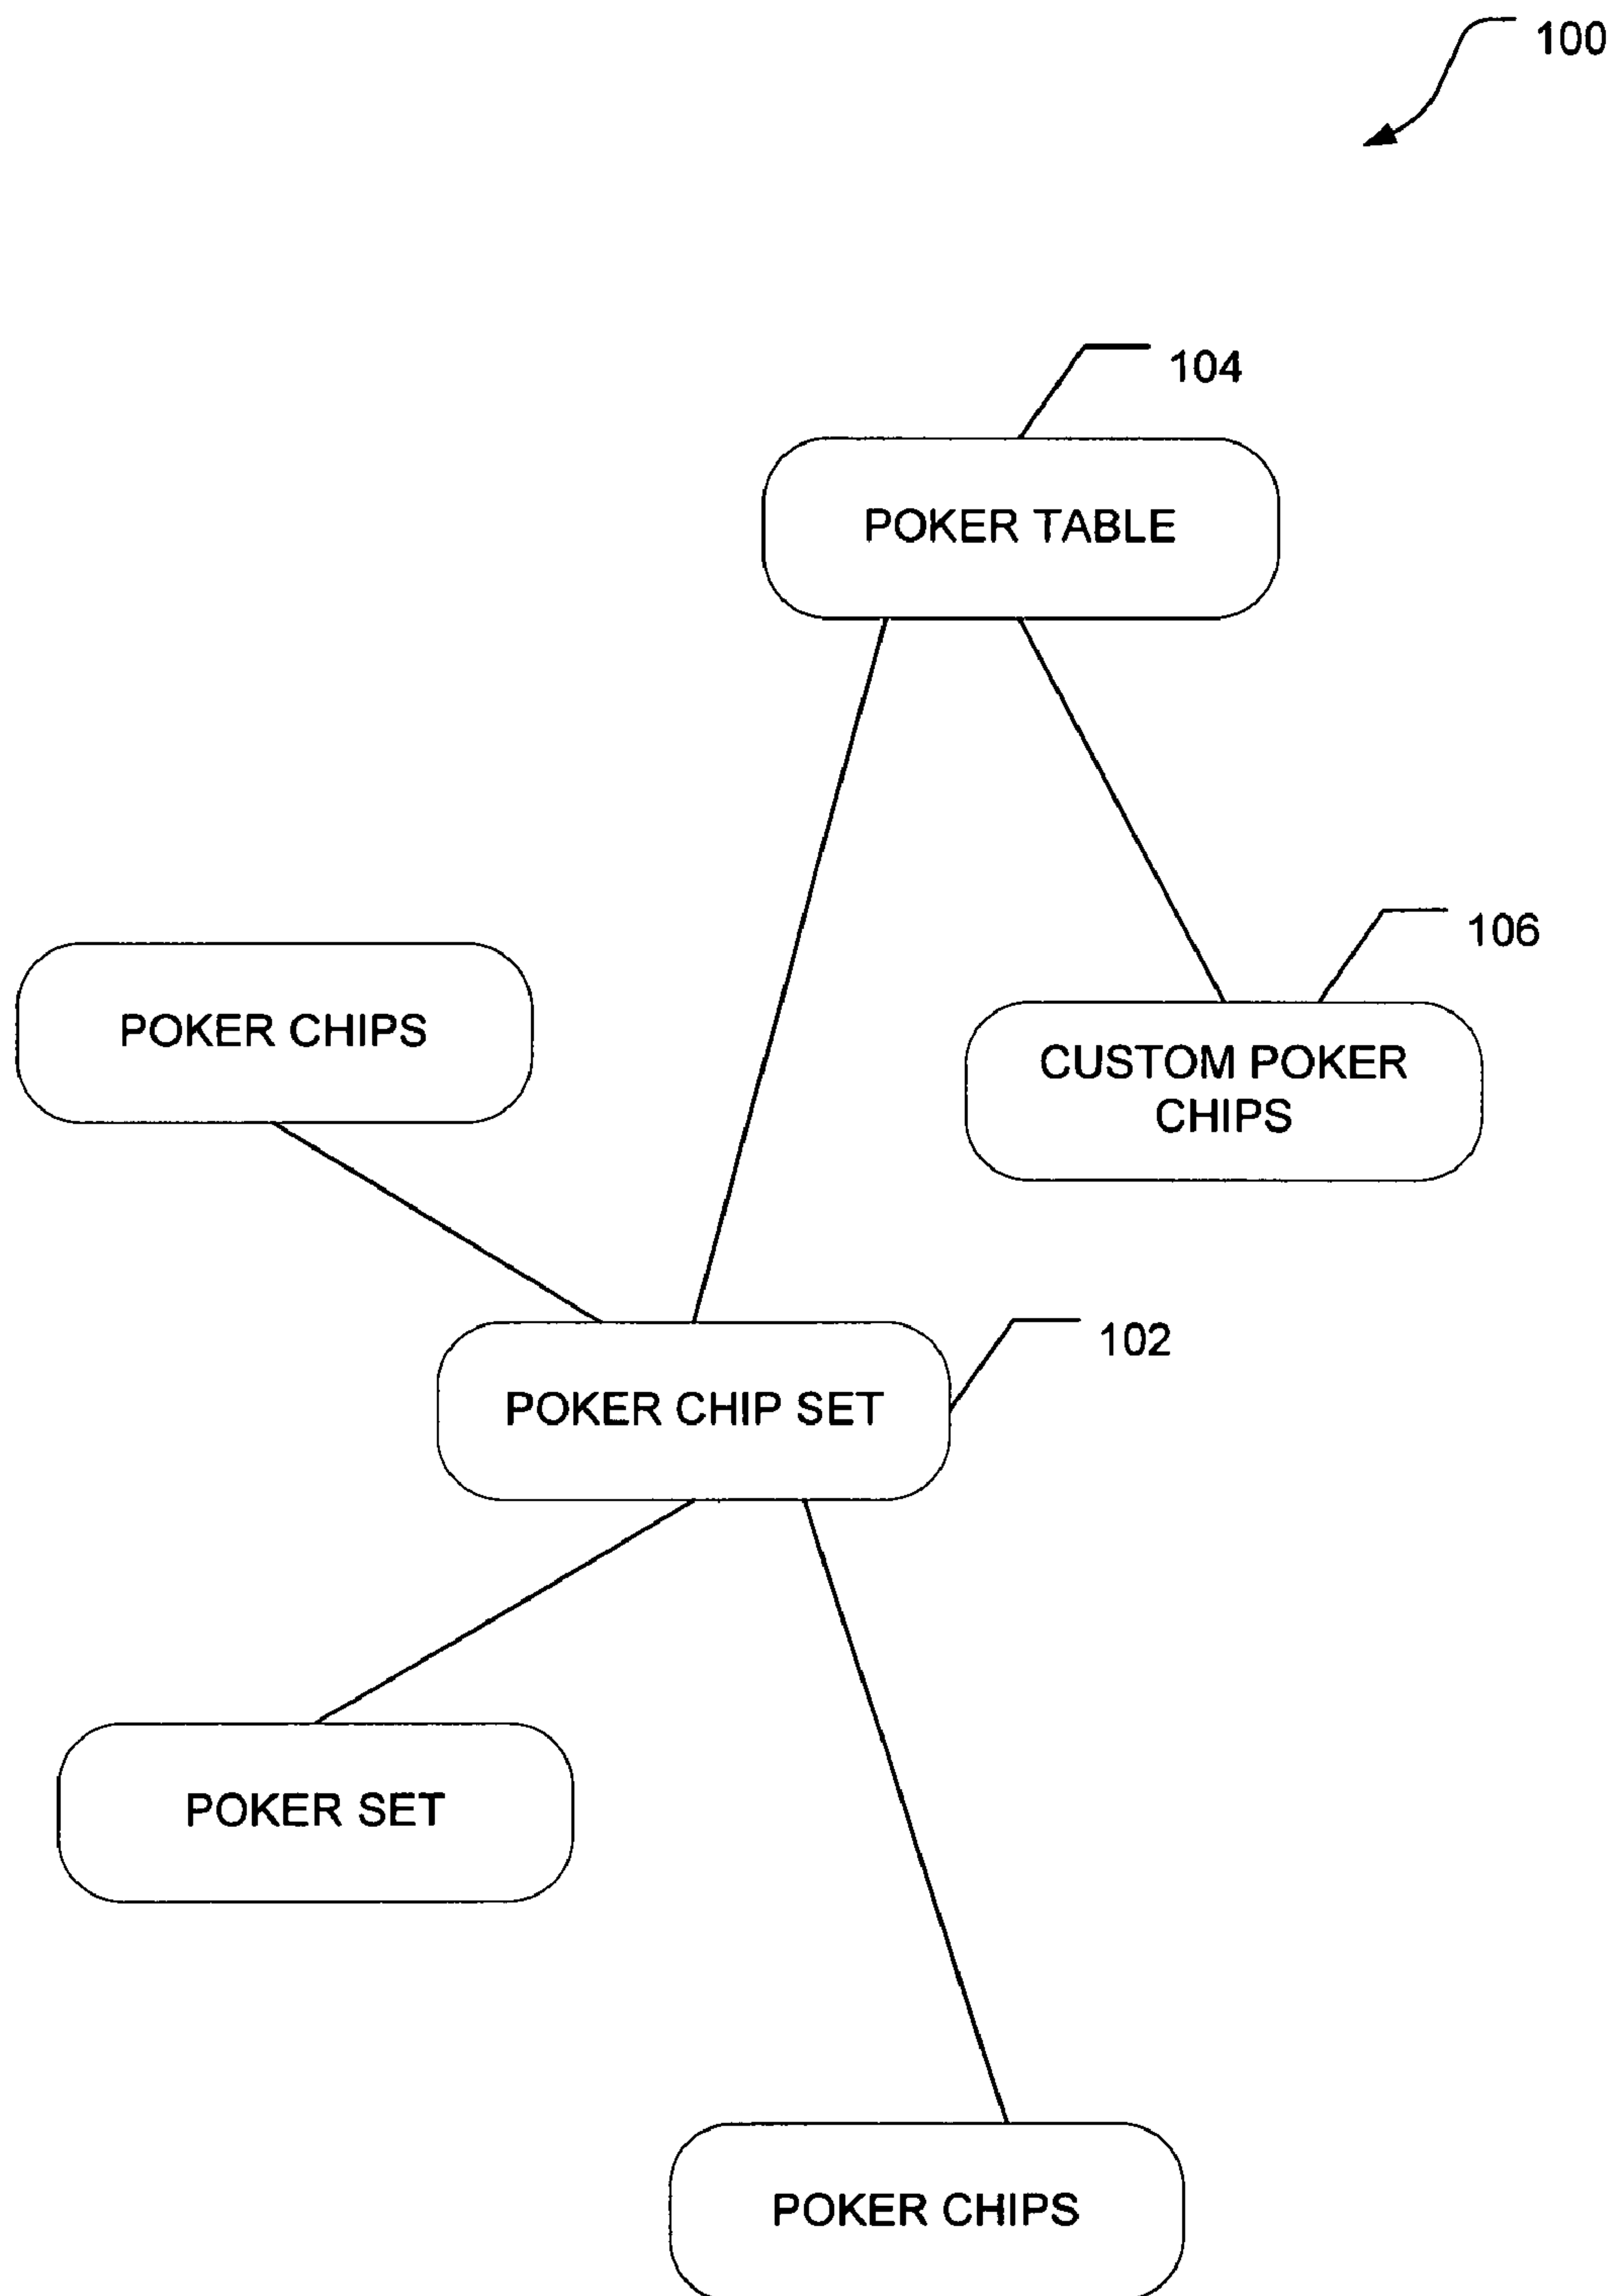 100
104
POKER TABLE
106
POKER CHIPS
CUSTOM POKER
CHIPS
102
POKER CHIP SET
POKER SET
POKER CHIPS